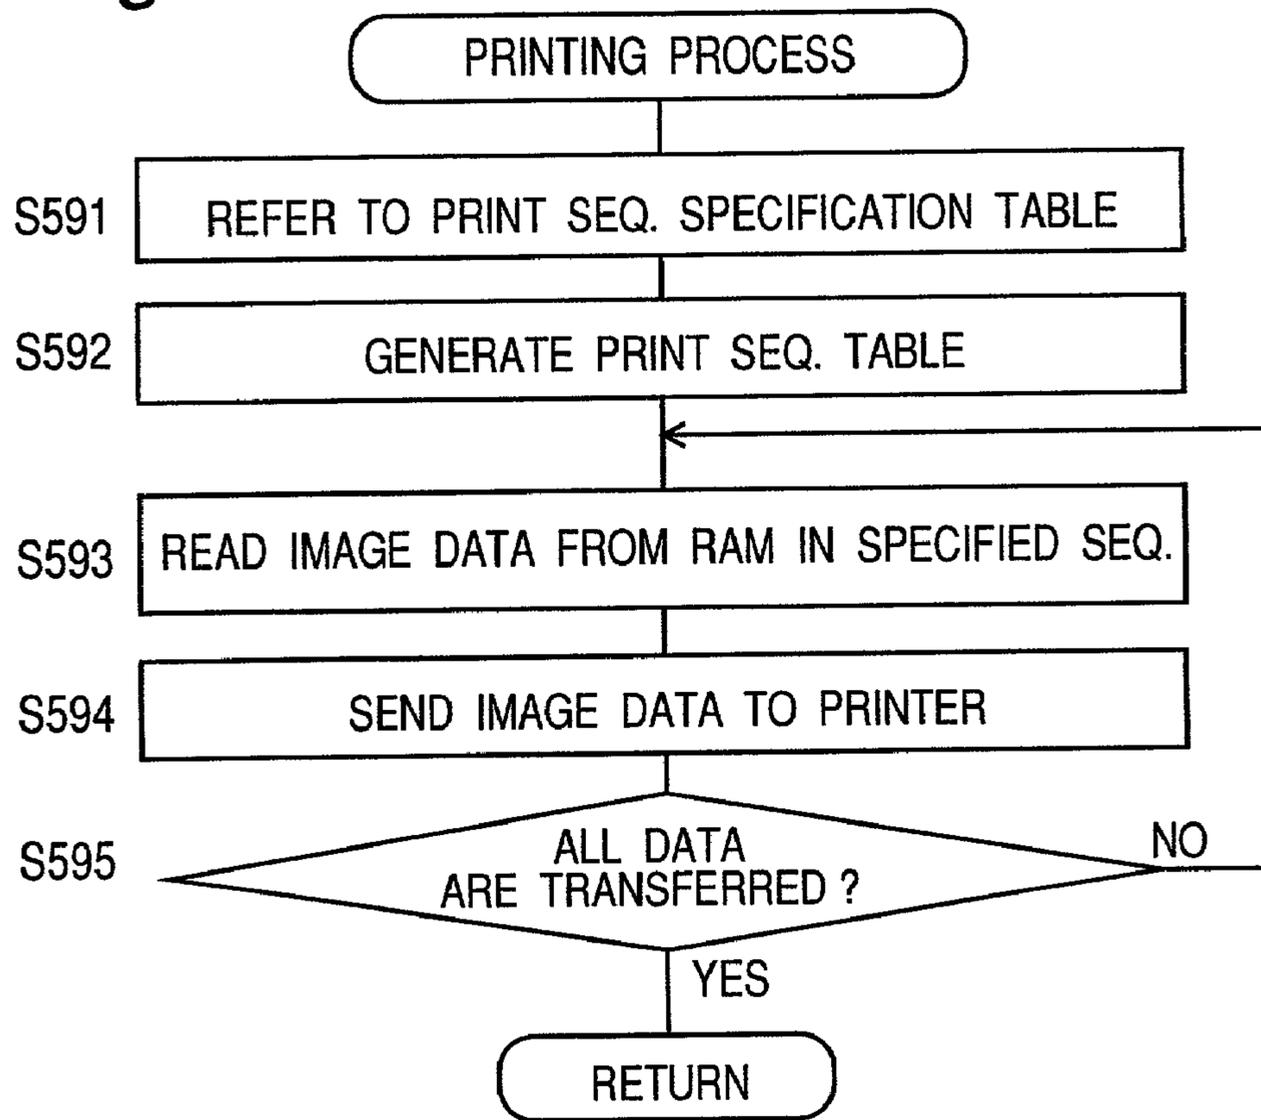 PRINTING PROCESS
S591 REFER TO PRINT SEQ. SPECIFICATION TABLE
S592 GENERATE PRINT SEQ. TABLE
S593 READ IMAGE DATA FROM RAM IN SPECIFIED SEQ.
S594 SEND IMAGE DATA TO PRINTER
S595 ALL DATA
ARE TRANSFERRED ?
NO
YES
RETURN